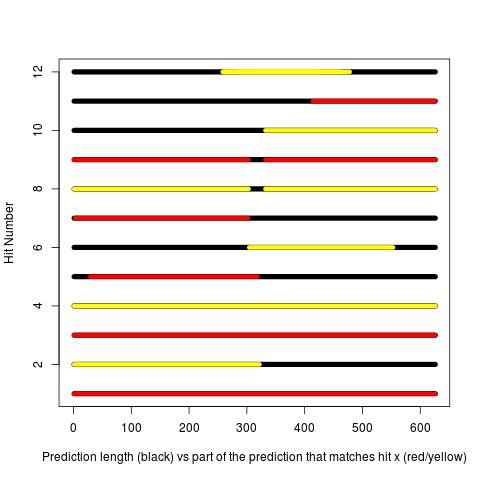 12
10
8
6
4
2
Hit Number
0 100 200 300 400 500 600
Prediction length (black) vs part of the prediction that matches hit x (red/yellow)